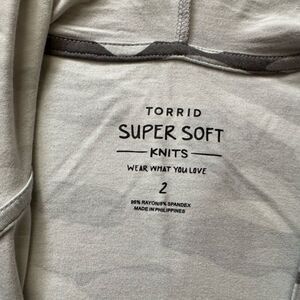 TORRID
SUPER SOFT
KNITS
WEAR WHAT YOU LOVE
2
95% RAYON/5% SPANDEX
MADE IN PHILIPPINES